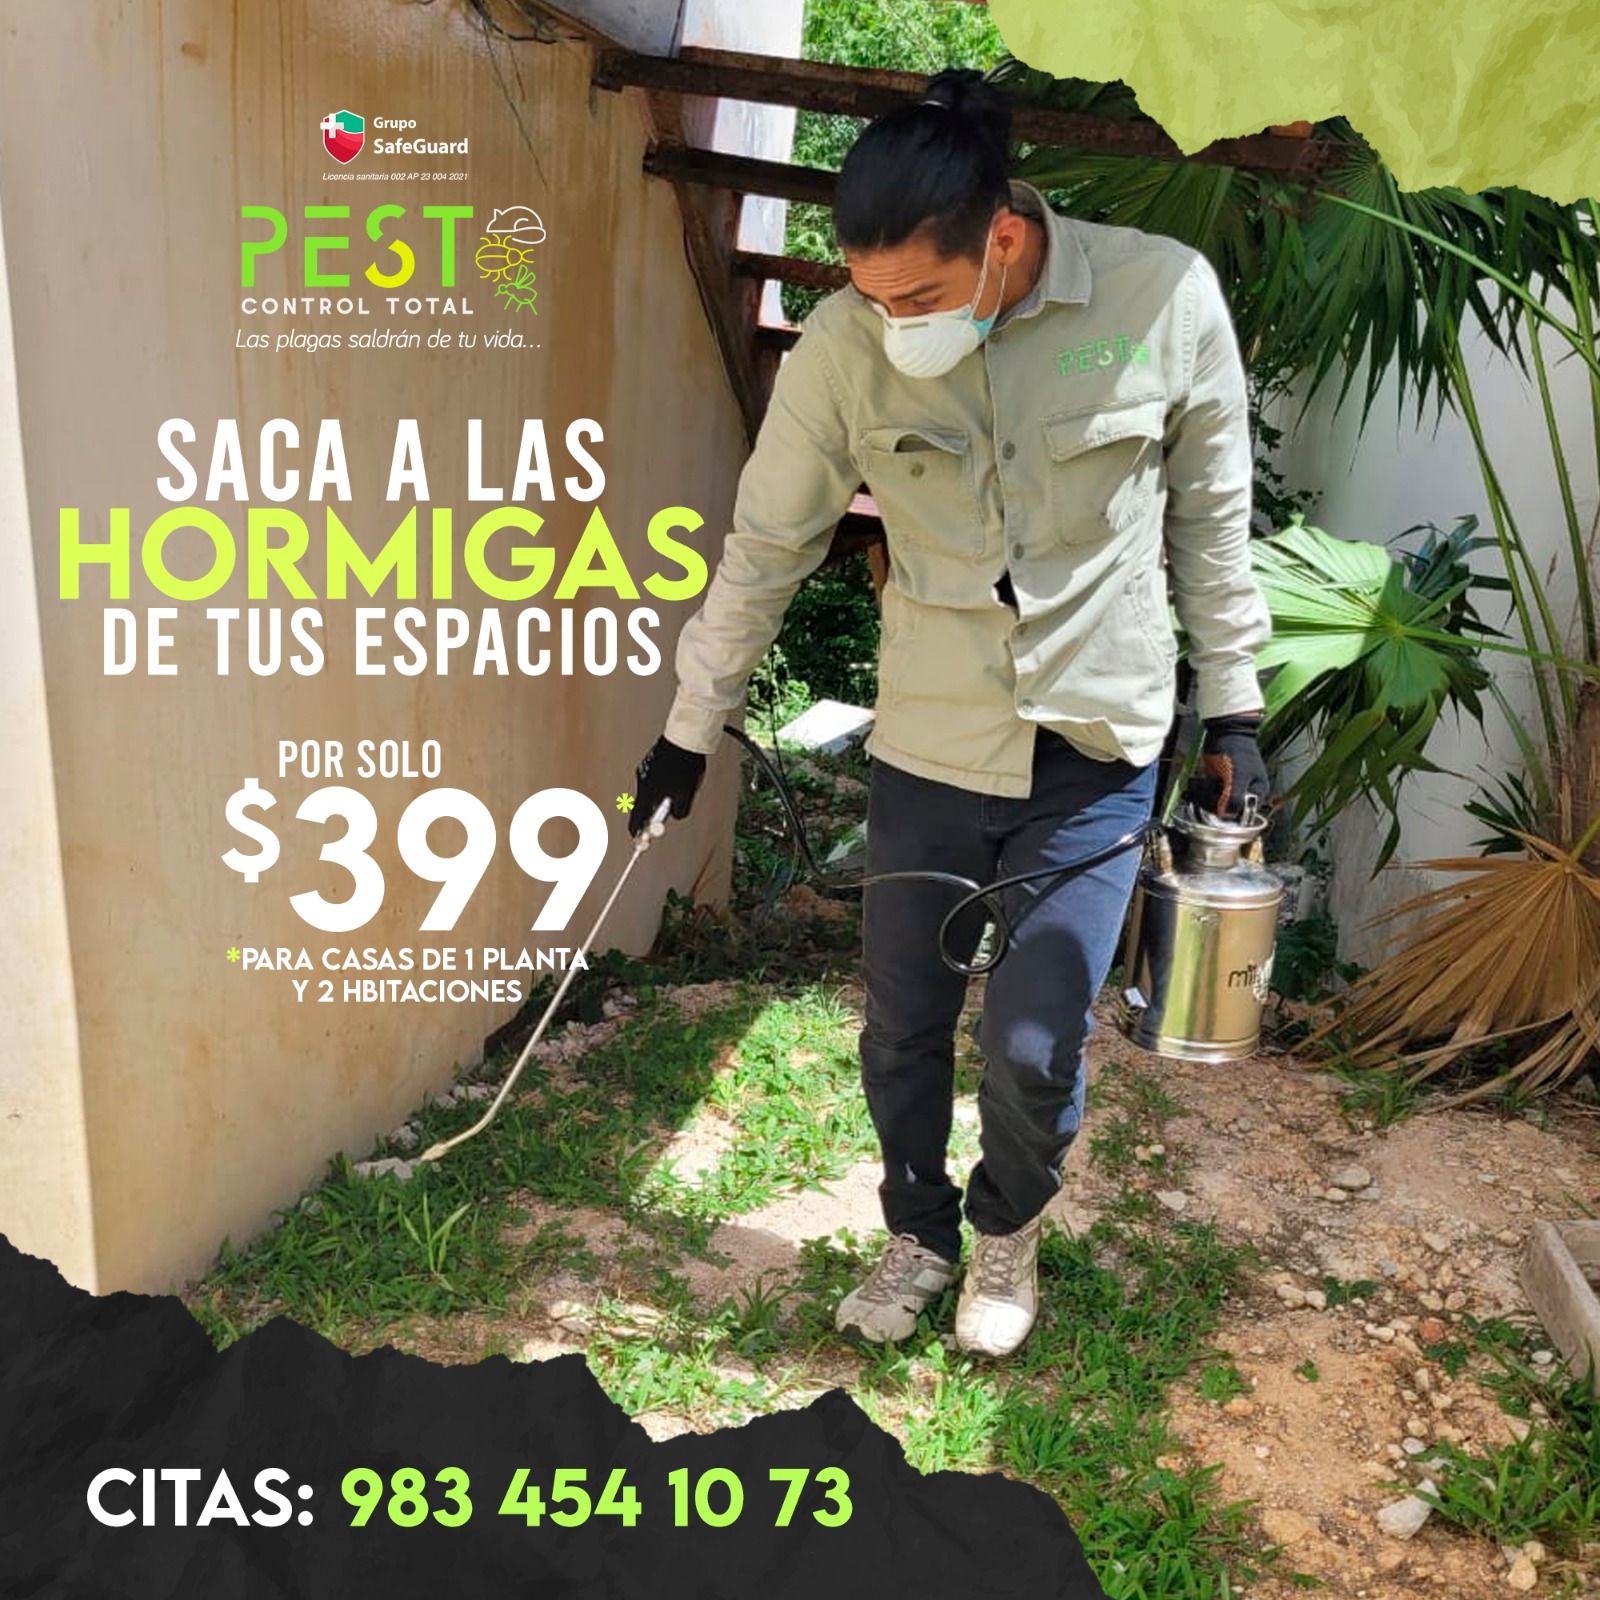 Grupo
SafeGuard
Licencia sanitaria 002 AP 23 004 2021
PEST
CONTROL TOTAL
Las plagas saldrán de tu vida...
PEST
SACA A LAS
HORMIGAS
DE TUS ESPACIOS
POR SOLO
$399*
*PARA CASAS DE 1 PLANTA
Y 2 HBITACIONES
CITAS: 983 454 10 73